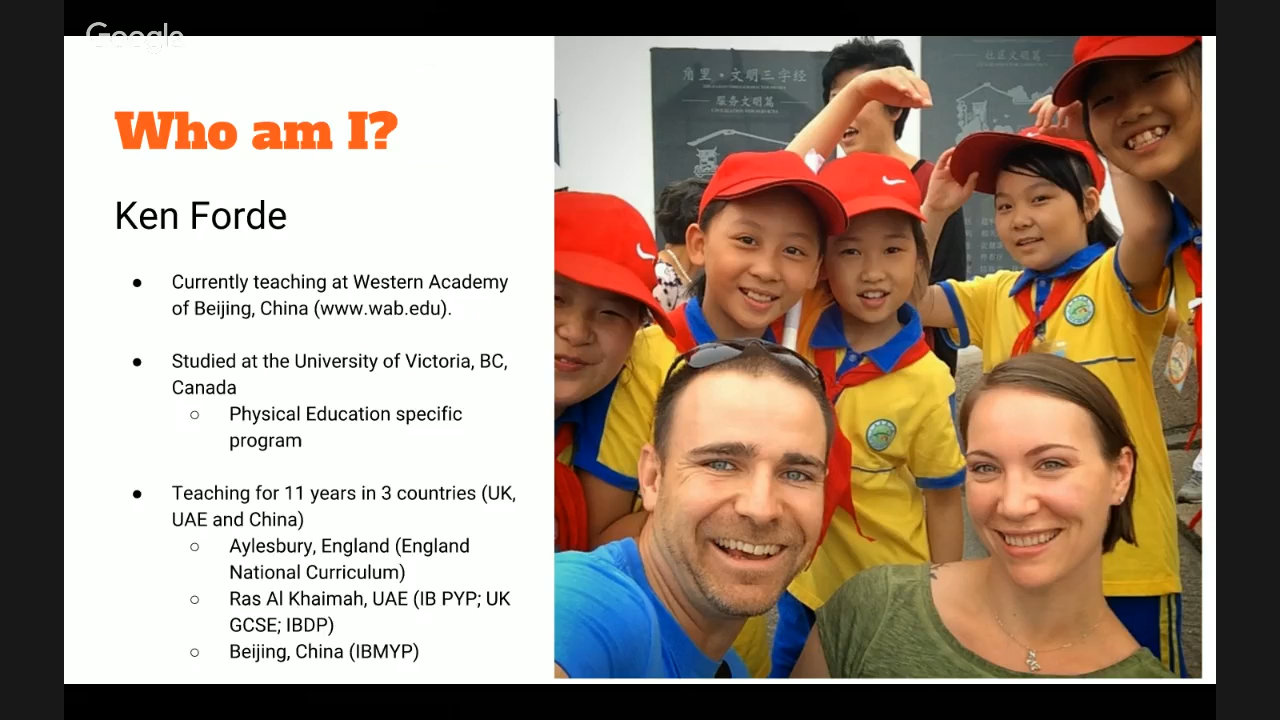 Google
Who am I?
Ken Forde
● Currently teaching at Western Academy
of Beijing, China (www.wab.edu).
● Studied at the University of Victoria, BC,
Canada
○ Physical Education specific
program
● Teaching for 11 years in 3 countries (UK,
UAE and China)
○ Aylesbury, England (England
National Curriculum)
○ Ras Al Khaimah, UAE (IB PYP; UK
GCSE; IBDP)
○ Beijing, China (IBMYP)
角里·文明三字经
服务文明篇
社区文明篇